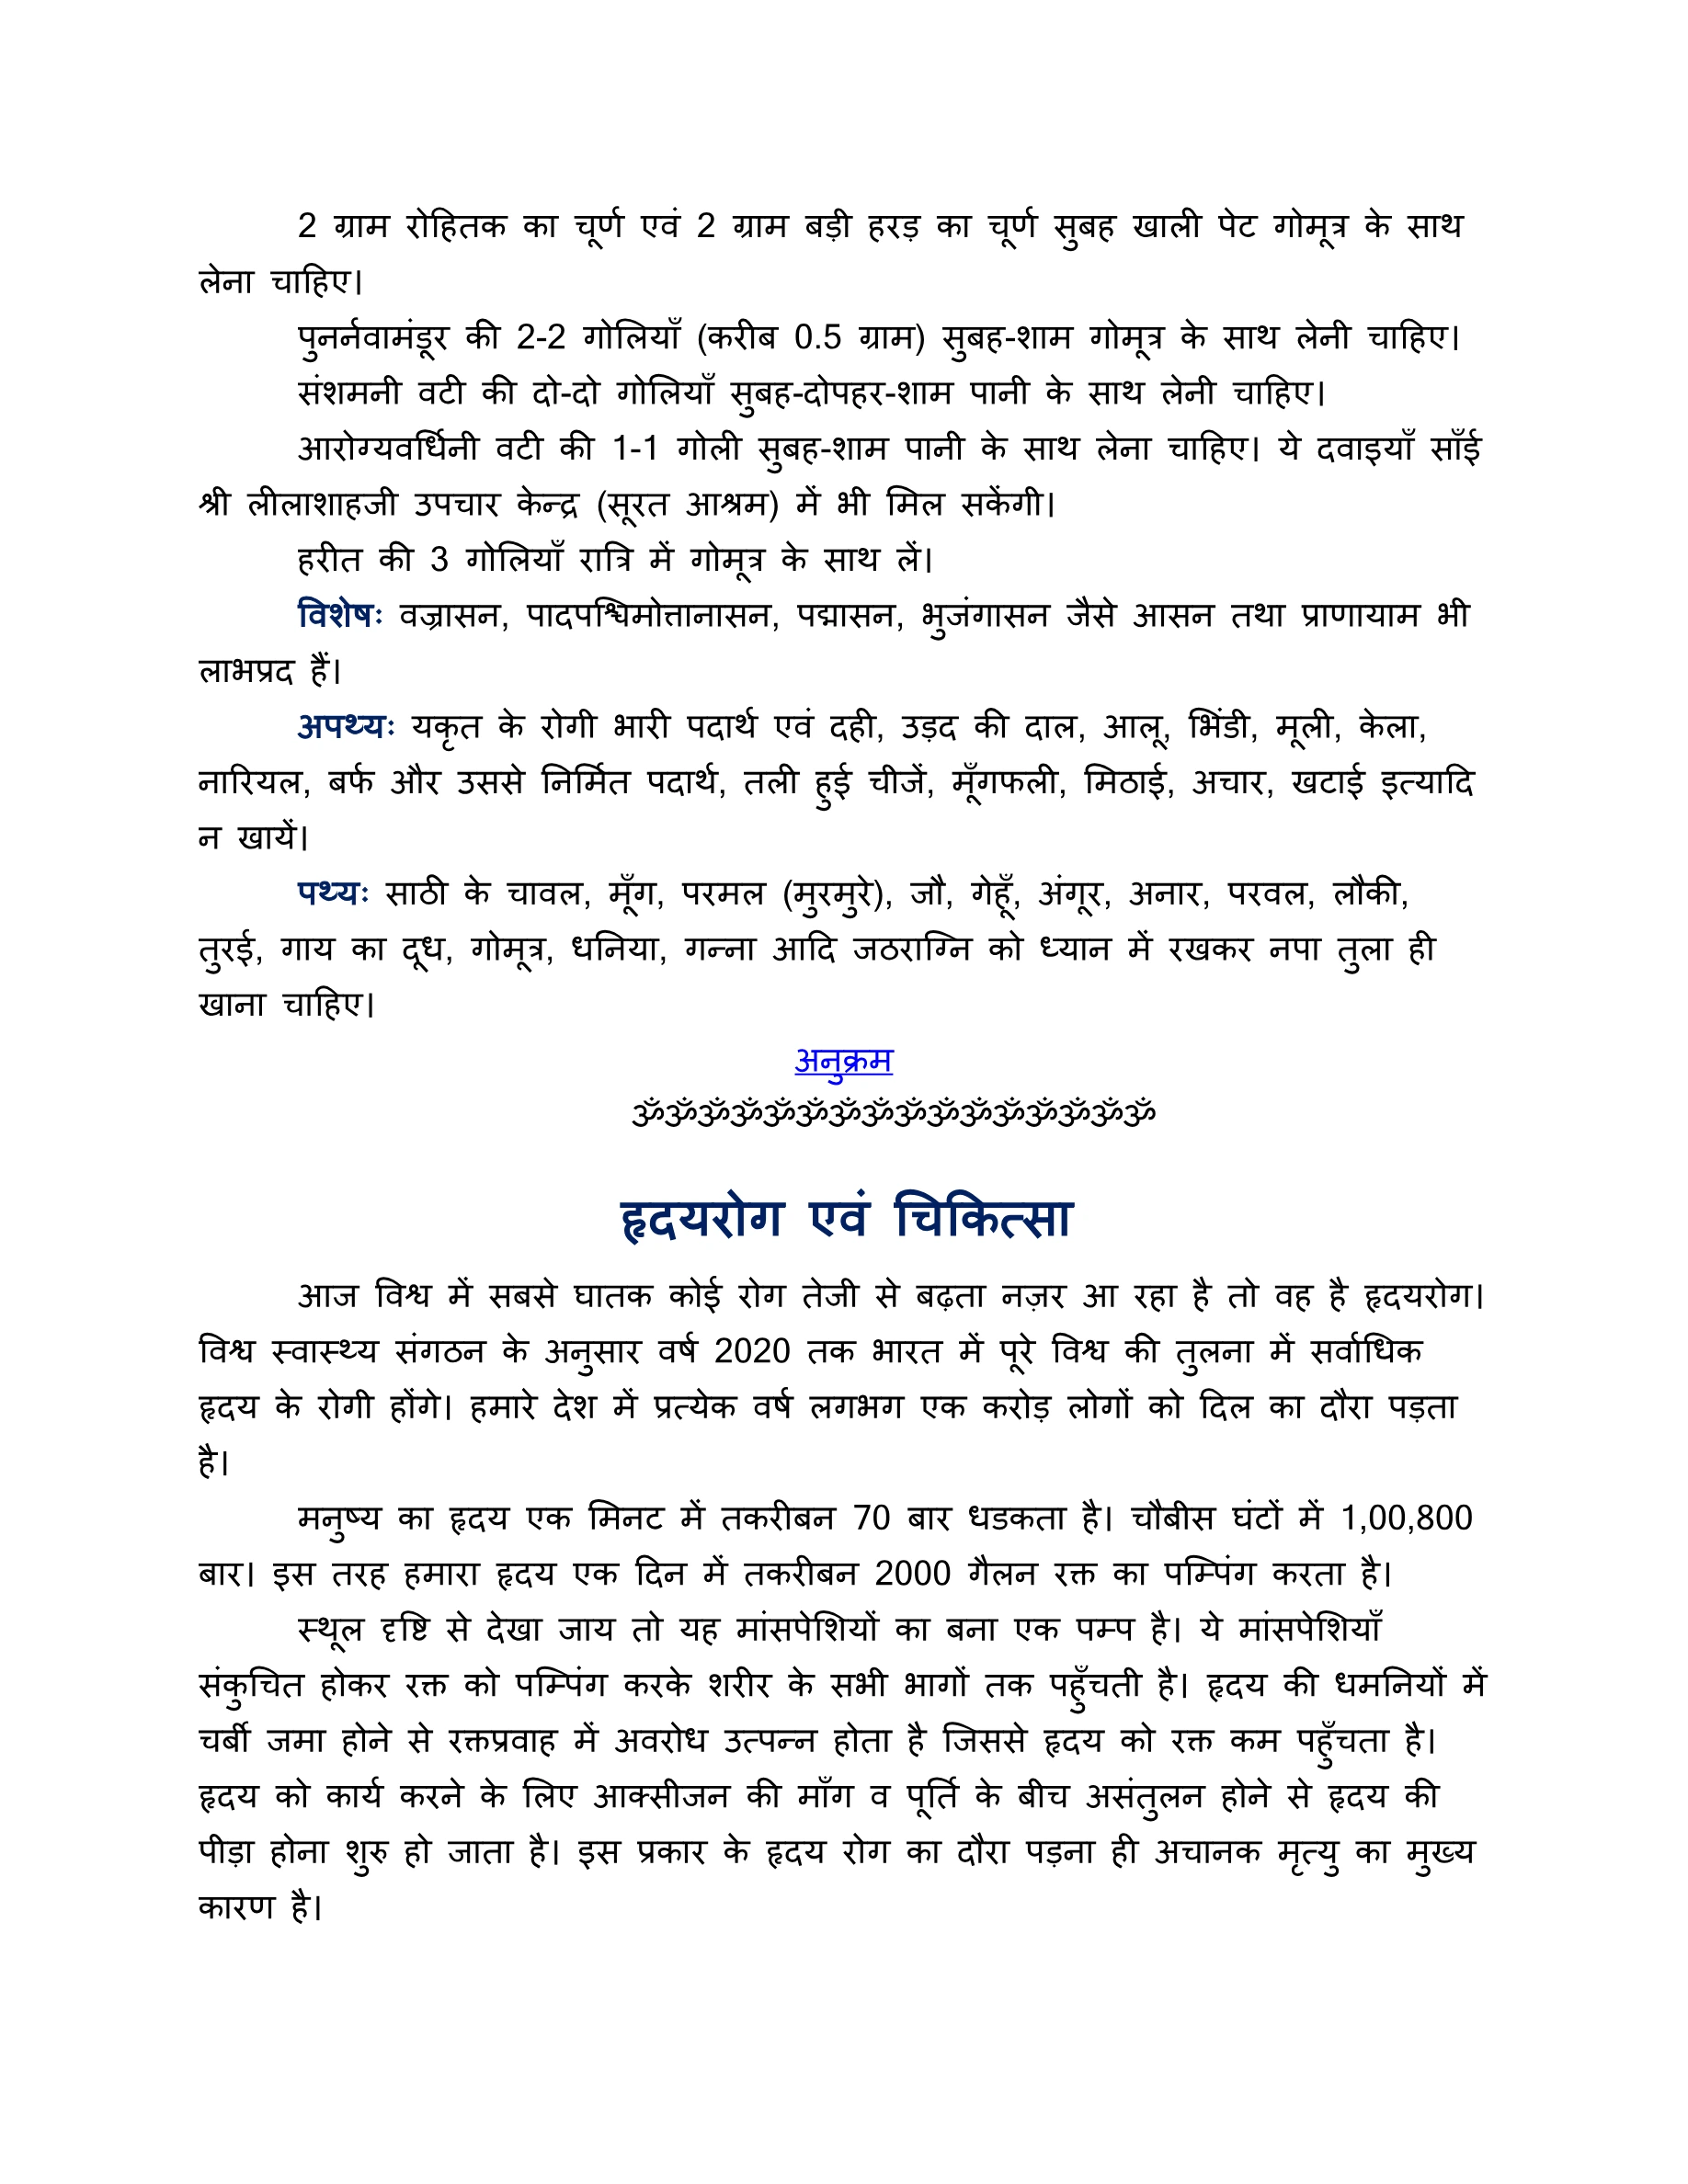 2 ग्राम रोहितक का चूर्ण एवं 2 ग्राम बड़ी हरड़ का चूर्ण सुबह खाली पेट गोमूत्र के साथ
लेना चाहिए।
पुनर्नवामंडूर की 2-2 गोलियाँ (करीब 0.5 ग्राम) सुबह-शाम गोमूत्र के साथ लेनी चाहिए।
संशमनी वटी की दो-दो गोलियाँ सुबह-दोपहर-शाम पानी के साथ लेनी चाहिए।
आरोग्यवर्धिनी वटी की 1-1 गोली सुबह-शाम पानी के साथ लेना चाहिए। ये दवाइयाँ साँई
श्री लीलाशाहजी उपचार केन्द्र (सूरत आश्रम) में भी मिल सकेंगी।
हरीत की 3 गोलियाँ रात्रि में गोमूत्र के साथ लें।
विशेषः वज्रासन, पादपश्चिमोत्तानासन, पद्मासन, भुजंगासन जैसे आसन तथा प्राणायाम भी
लाभप्रद हैं।
अपथ्यः यकृत के रोगी भारी पदार्थ एवं दही, उड़द की दाल, आलू, भिंडी, मूली, केला,
नारियल, बर्फ और उससे निर्मित पदार्थ, तली हुई चीजें, मूँगफली, मिठाई, अचार, खटाई इत्यादि
न खायें।
पथ्यः साठी के चावल, मूँग, परमल (मुरमुरे), जौ, गेहूँ, अंगूर, अनार, परवल, लौकी,
तुरई, गाय का दूध, गोमूत्र, धनिया, गन्ना आदि जठराग्नि को ध्यान में रखकर नपा तुला ही
खाना चाहिए।
अनुक्रम
ॐॐॐॐॐॐॐॐॐॐॐॐॐॐॐॐ
हृदयरोग एवं चिकित्सा
आज विश्व में सबसे घातक कोई रोग तेजी से बढ़ता नज़र आ रहा है तो वह है हृदयरोग।
विश्व स्वास्थ्य संगठन के अनुसार वर्ष 2020 तक भारत में पूरे विश्व की तुलना में सर्वाधिक
हृदय के रोगी होंगे। हमारे देश में प्रत्येक वर्ष लगभग एक करोड़ लोगों को दिल का दौरा पड़ता
है।
मनुष्य का हृदय एक मिनट में तकरीबन 70 बार धडकता है। चौबीस घंटों में 1,00,800
बार। इस तरह हमारा हृदय एक दिन में तकरीबन 2000 गैलन रक्त का पम्पिंग करता है।
स्थूल दृष्टि से देखा जाय तो यह मांसपेशियों का बना एक पम्प है। ये मांसपेशियाँ
संकुचित होकर रक्त को पम्पिंग करके शरीर के सभी भागों तक पहुँचती है। हृदय की धमनियों में
चर्बी जमा होने से रक्तप्रवाह में अवरोध उत्पन्न होता है जिससे हृदय को रक्त कम पहुँचता है।
हृदय को कार्य करने के लिए आक्सीजन की माँग व पूर्ति के बीच असंतुलन होने से हृदय की
पीड़ा होना शुरु हो जाता है। इस प्रकार के हृदय रोग का दौरा पड़ना ही अचानक मृत्यु का मुख्य
कारण है।